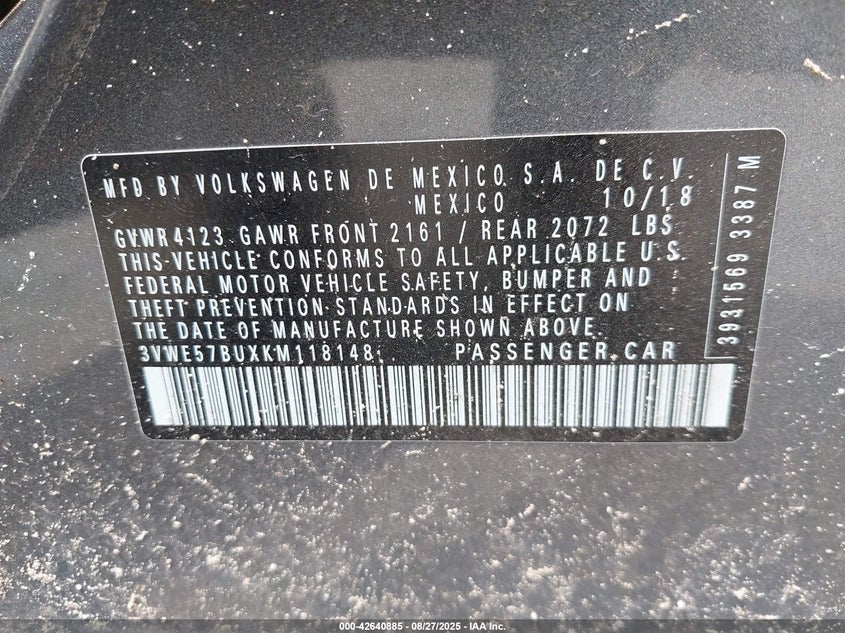 MFD BY VOLKSWAGEN DE MEXICO S.A. DE C.V.
MEXICO 10/18
GVWR 4123 GAWR FRONT 2161 / REAR 2072 LBS
THIS VEHICLE CONFORMS TO ALL APPLICABLE U.S.
FEDERAL MOTOR VEHICLE SAFETY, BUMPER AND
THEFT PREVENTION STANDARDS IN EFFECT ON
THE DATE OF MANUFACTURE SHOWN ABOVE.
3VWE57BUXKM118148 PASSENGER CAR
3931569 3387 M
000-42640885 - 08/27/2025 - IAA Inc.